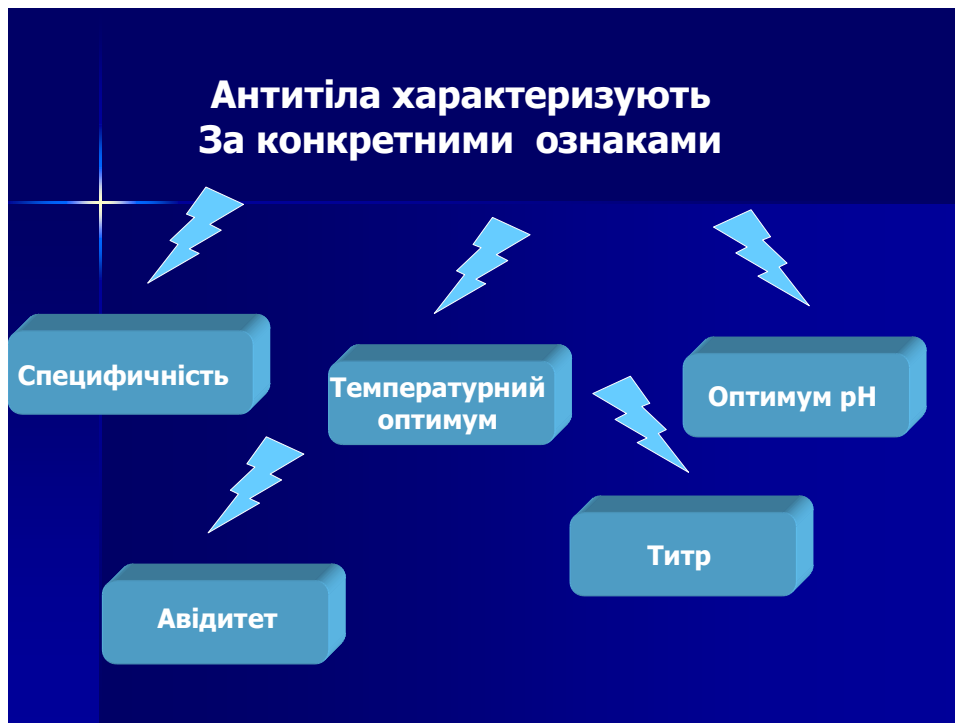 Антитіла характеризують
За конкретними ознаками
Специфичність
Температурний
оптимум
Оптимум рН
Авідитет
Титр